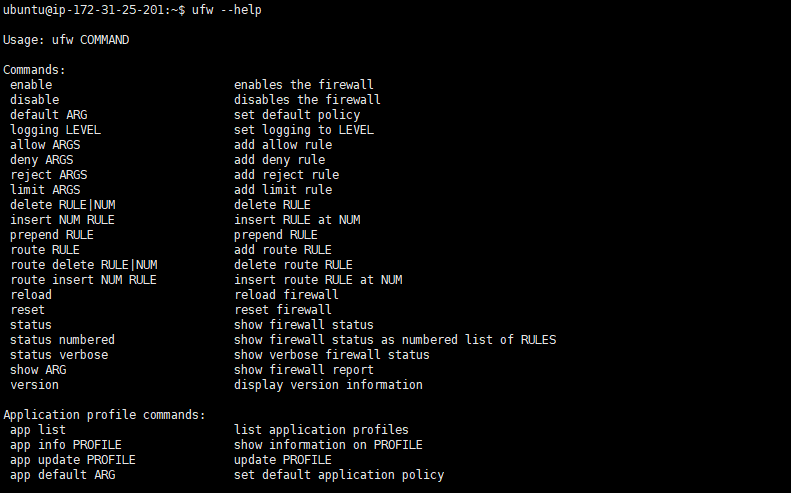 ubuntu@ip-172-31-25-201:~$ ufw --help
Usage: ufw COMMAND
Commands:
enable enables the firewall
disable disables the firewall
default ARG set default policy
logging LEVEL set logging to LEVEL
allow ARGS add allow rule
deny ARGS add deny rule
reject ARGS add reject rule
limit ARGS add limit rule
delete RULE|NUM delete RULE
insert NUM RULE insert RULE at NUM
prepend RULE prepend RULE
route RULE add route RULE
route delete RULE|NUM delete route RULE
route insert NUM RULE insert route RULE at NUM
reload reload firewall
reset reset firewall
status show firewall status
status numbered show firewall status as numbered list of RULES
status verbose show verbose firewall status
show ARG show firewall report
version display version information
Application profile commands:
app list list application profiles
app info PROFILE show information on PROFILE
app update PROFILE update PROFILE
app default ARG set default application policy